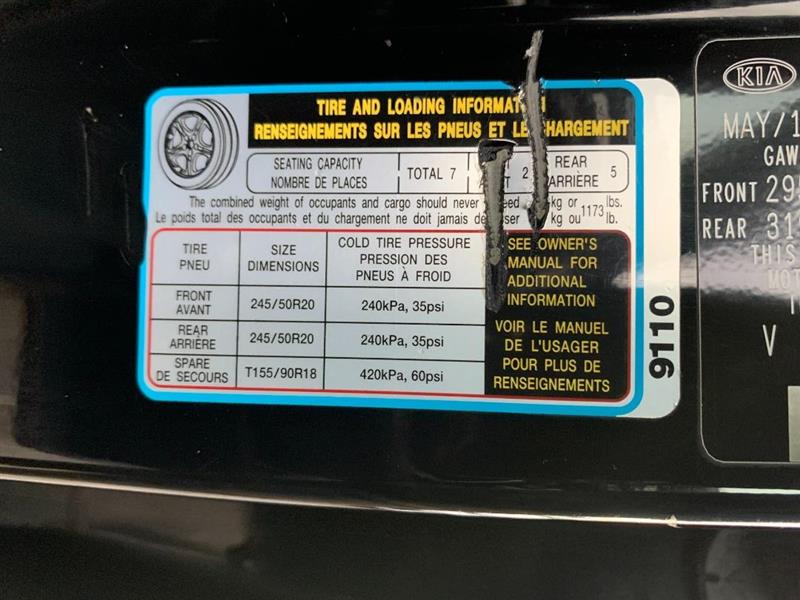 TIRE AND LOADING INFORMATION
RENSEIGNEMENTS SUR LES PNEUS ET LE CHARGEMENT
SEATING CAPACITY
NOMBRE DE PLACES
TOTAL 7
2
REAR
ARRIÈRE 5
The combined weight of occupants and cargo should never kg or 1173 lbs.
Le poids total des occupants et du chargement ne doit jamais kg ou lb.
TIRE
PNEU
SIZE
DIMENSIONS
COLD TIRE PRESSURE
PRESSION DES
PNEUS À FROID
FRONT
AVANT
245/50R20
240kPa, 35psi
REAR
ARRIÈRE
245/50R20
240kPa, 35psi
SPARE
DE SECOURS
T155/90R18
420kPa, 60psi
SEE OWNER'S
MANUAL FOR
ADDITIONAL
INFORMATION
VOIR LE MANUEL
DE L'USAGER
POUR PLUS DE
RENSEIGNEMENTS
9110
KIA
MAY/1
GAW
FRONT 29
REAR 31
THIS
MOT
V